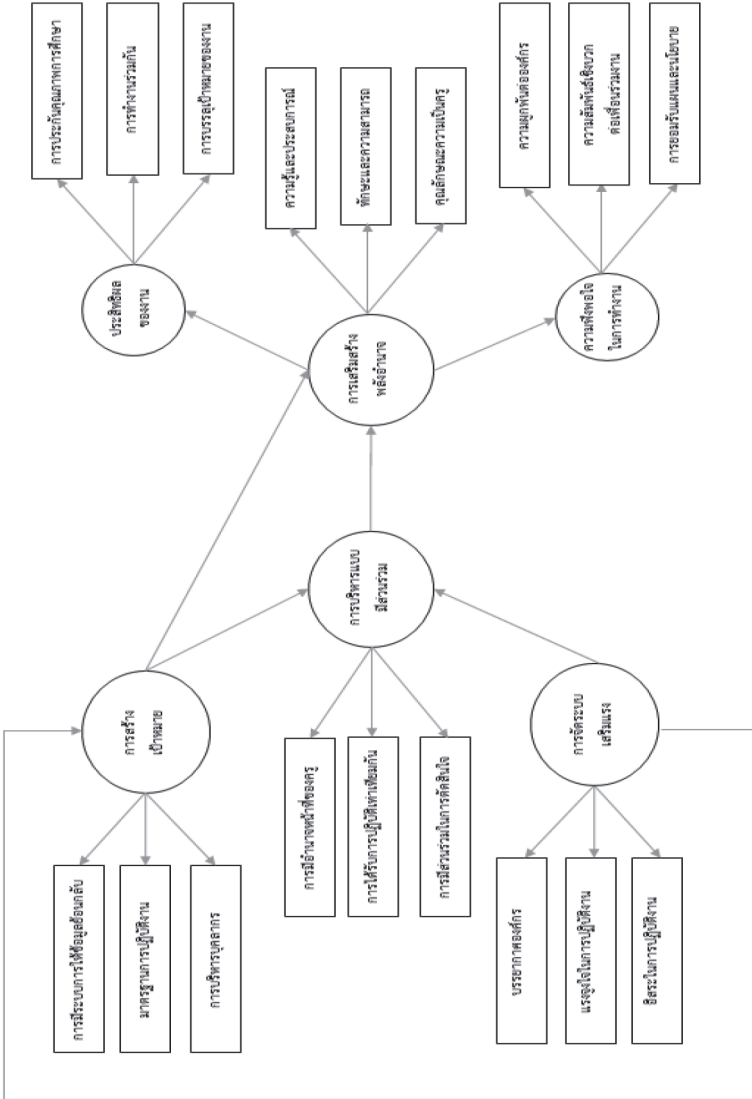 การประกันคุณภาพการศึกษา
การทำงานร่วมกัน
การบรรลุเป้าหมายของงาน
ประสิทธิผล
ของงาน
ความรู้และประสบการณ์
ทักษะและความสามารถ
คุณลักษณะความเป็นครู
การเสริมสร้าง
พลังอำนาจ
ความผูกพันต่อองค์กร
ความสัมพันธ์เชิงบวก
ต่อเพื่อนร่วมงาน
การยอมรับแผนและนโยบาย
ความพึงพอใจ
ในการทำงาน
การสร้าง
เป้าหมาย
การบริหารแบบ
มีส่วนร่วม
การจัดระบบ
เสริมแรง
การมีระบบการให้ข้อมูลย้อนกลับ
มาตรฐานการปฏิบัติงาน
การบริหารบุคลากร
การมีอำนาจหน้าที่ของครู
การได้รับการปฏิบัติเท่าเทียมกัน
การมีส่วนร่วมในการตัดสินใจ
บรรยากาศองค์กร
แรงจูงใจในการปฏิบัติงาน
อิสระในการปฏิบัติงาน